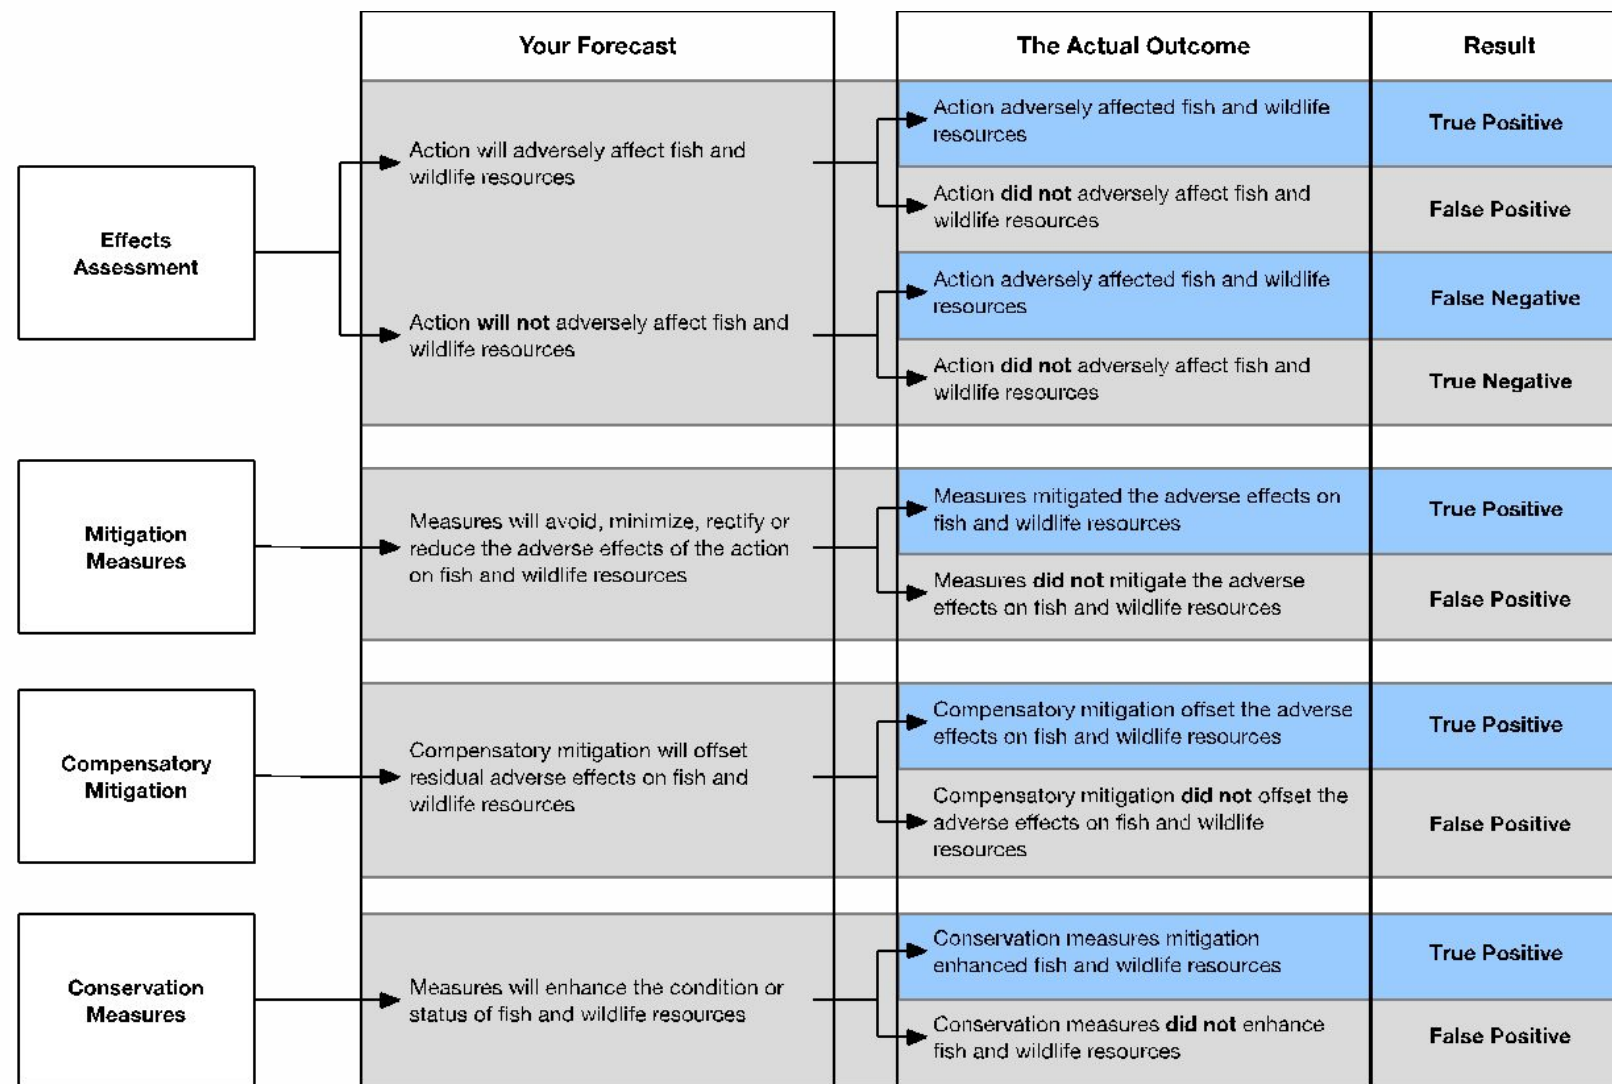 Your Forecast
The Actual Outcome
Result
Effects
Assessment
Action will adversely affect fish and
wildlife resources
Action adversely affected fish and wildlife
resources
True Positive
Action did not adversely affect fish and
wildlife resources
False Positive
Action will not adversely affect fish and
wildlife resources
Action adversely affected fish and wildlife
resources
False Negative
Action did not adversely affect fish and
wildlife resources
True Negative
Mitigation
Measures
Measures will avoid, minimize, rectify or
reduce the adverse effects of the action
on fish and wildlife resources
Measures mitigated the adverse effects on
fish and wildlife resources
True Positive
Measures did not mitigate the adverse
effects on fish and wildlife resources
False Positive
Compensatory
Mitigation
Compensatory mitigation will offset
residual adverse effects on fish and
wildlife resources
Compensatory mitigation offset the adverse
effects on fish and wildlife resources
True Positive
Compensatory mitigation did not offset the
adverse effects on fish and wildlife
resources
False Positive
Conservation
Measures
Measures will enhance the condition or
status of fish and wildlife resources
Conservation measures mitigation
enhanced fish and wildlife resources
True Positive
Conservation measures did not enhance
fish and wildlife resources
False Positive